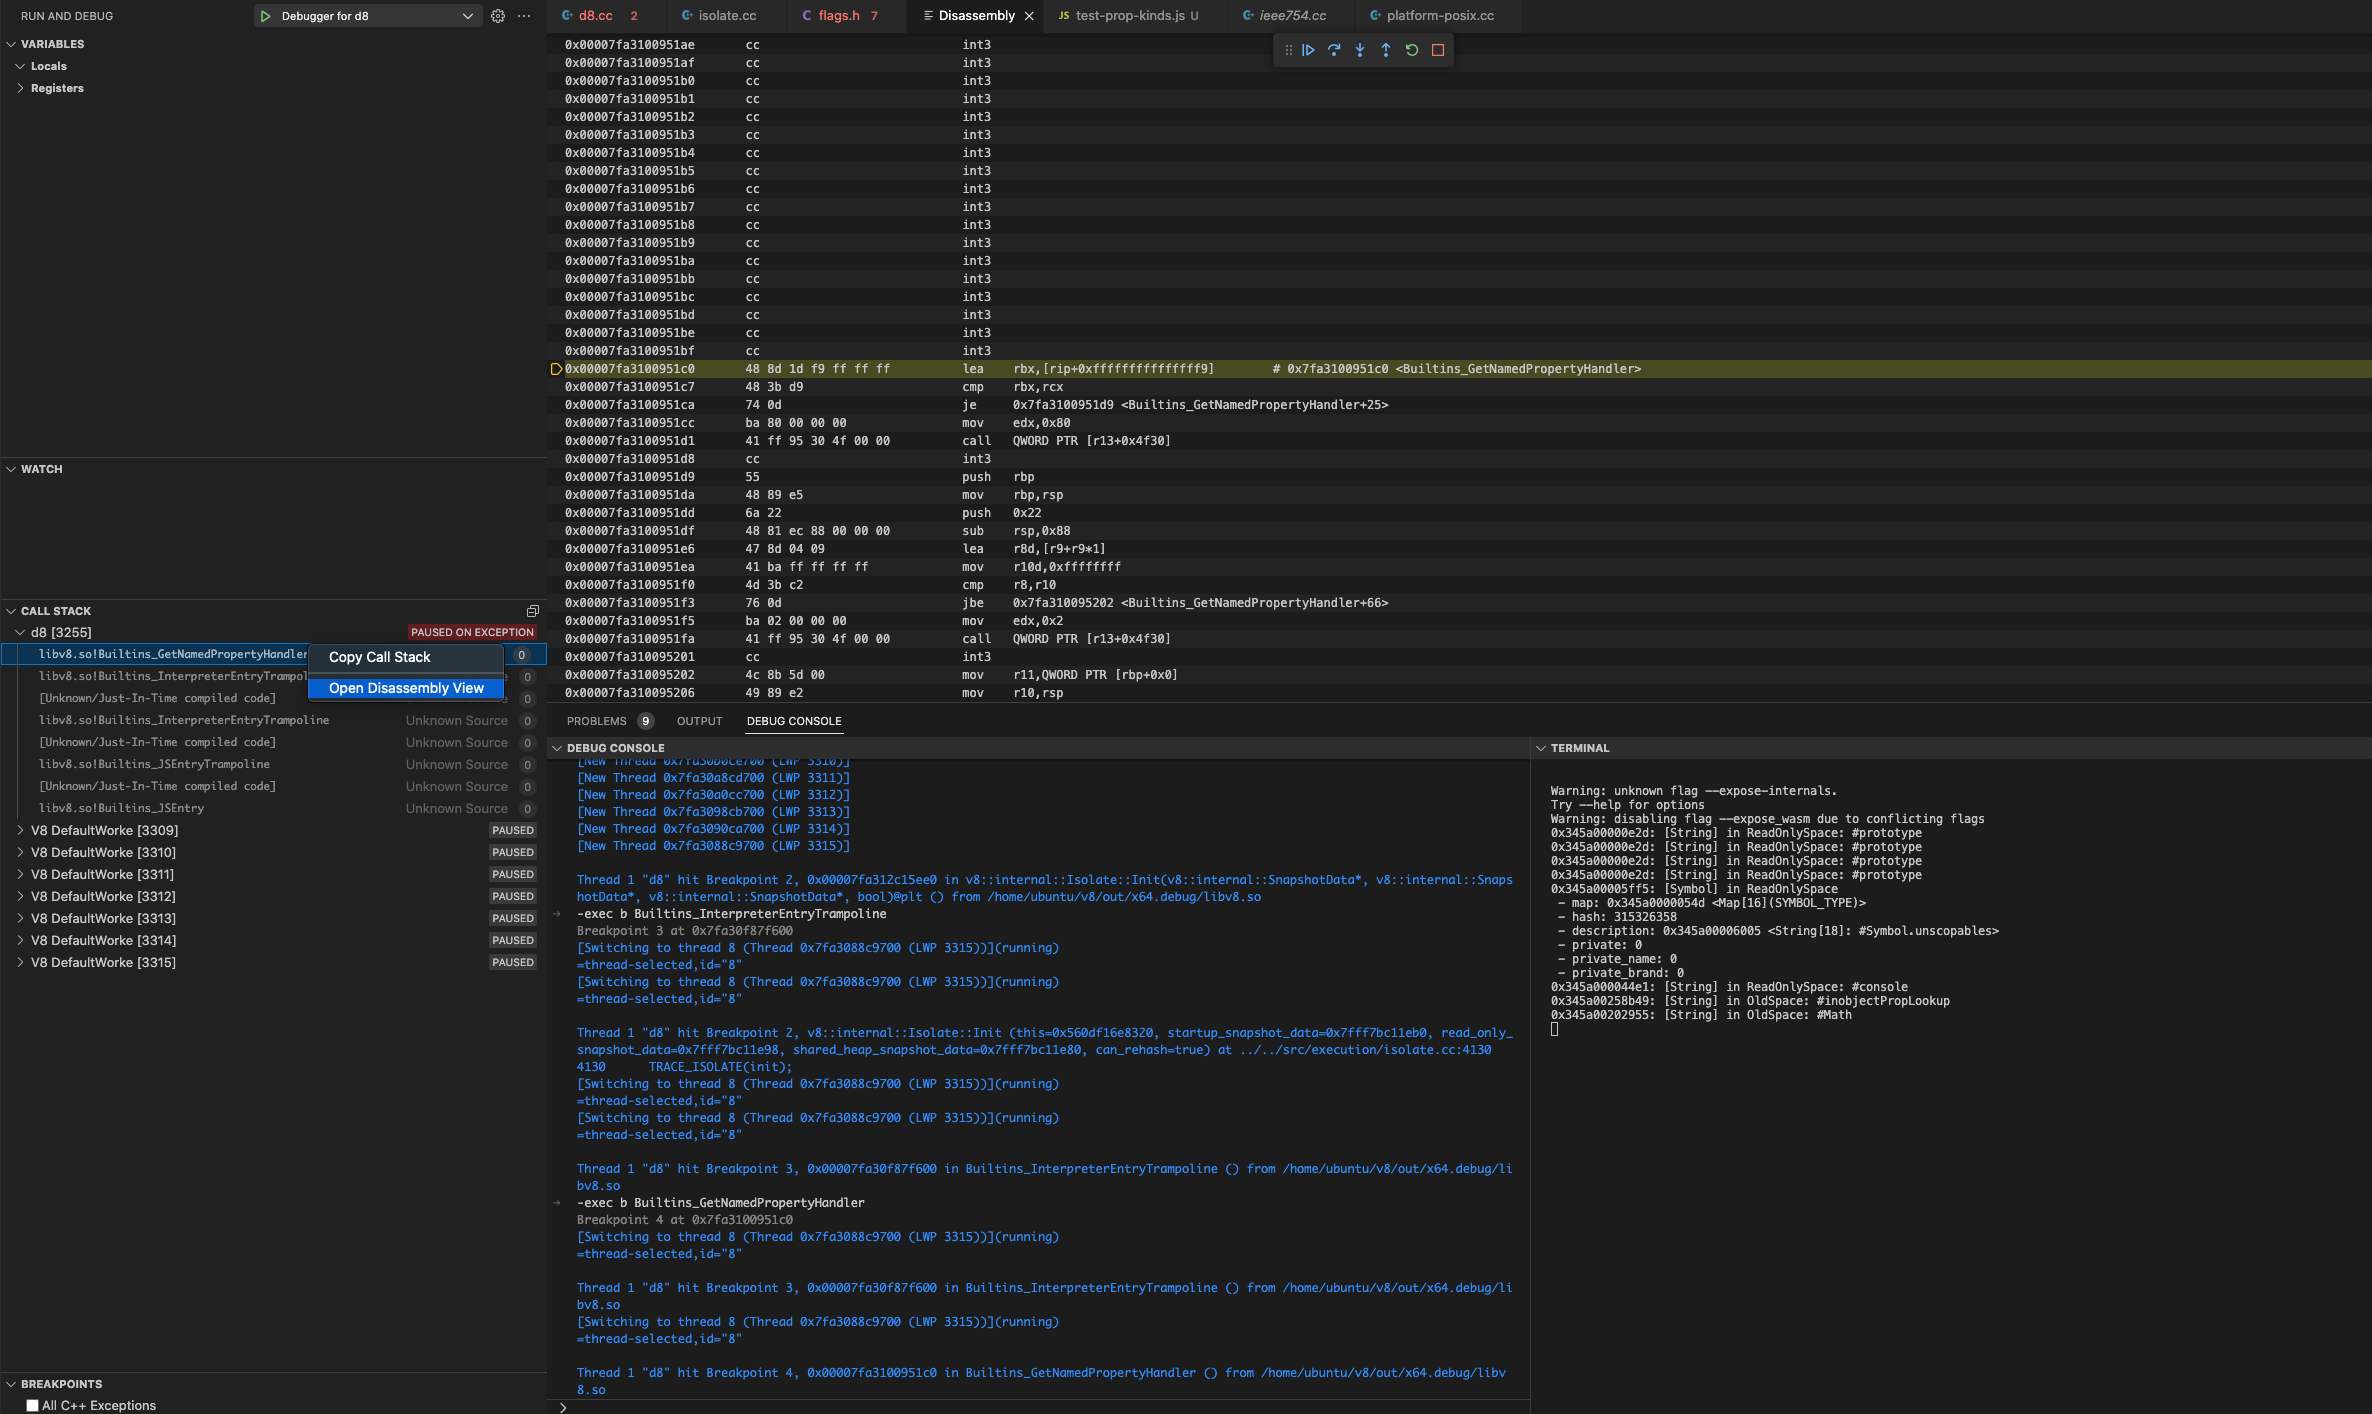 RUN AND DEBUG
Debugger for d8
VARIABLES
Locals
Registers
WATCH
CALL STACK
d8 [3255] PAUSED ON EXCEPTION
libv8.so!Builtins_GetNamedPropertyHandler 0
libv8.so!Builtins_InterpreterEntryTrampol 0
[Unknown/Just-In-Time compiled code] 0
libv8.so!Builtins_InterpreterEntryTrampoline Unknown Source 0
[Unknown/Just-In-Time compiled code] Unknown Source 0
libv8.so!Builtins_JSEntryTrampoline Unknown Source 0
[Unknown/Just-In-Time compiled code] Unknown Source 0
libv8.so!Builtins_JSEntry Unknown Source 0
Copy Call Stack
Open Disassembly View
V8 DefaultWorke [3309] PAUSED
V8 DefaultWorke [3310] PAUSED
V8 DefaultWorke [3311] PAUSED
V8 DefaultWorke [3312] PAUSED
V8 DefaultWorke [3313] PAUSED
V8 DefaultWorke [3314] PAUSED
V8 DefaultWorke [3315] PAUSED
BREAKPOINTS
All C++ Exceptions
d8.cc 2 isolate.cc flags.h 7 Disassembly test-prop-kinds.js U ieee754.cc platform-posix.cc
0x00007fa3100951ae cc int3
0x00007fa3100951af cc int3
0x00007fa3100951b0 cc int3
0x00007fa3100951b1 cc int3
0x00007fa3100951b2 cc int3
0x00007fa3100951b3 cc int3
0x00007fa3100951b4 cc int3
0x00007fa3100951b5 cc int3
0x00007fa3100951b6 cc int3
0x00007fa3100951b7 cc int3
0x00007fa3100951b8 cc int3
0x00007fa3100951b9 cc int3
0x00007fa3100951ba cc int3
0x00007fa3100951bb cc int3
0x00007fa3100951bc cc int3
0x00007fa3100951bd cc int3
0x00007fa3100951be cc int3
0x00007fa3100951bf cc int3
0x00007fa3100951c0 48 8d 1d f9 ff ff ff lea rbx,[rip+0xfffffffffffffff9] # 0x7fa3100951c0 <Builtins_GetNamedPropertyHandler>
0x00007fa3100951c7 48 3b d9 cmp rbx,rcx
0x00007fa3100951ca 74 0d je 0x7fa3100951d9 <Builtins_GetNamedPropertyHandler+25>
0x00007fa3100951cc ba 80 00 00 00 mov edx,0x80
0x00007fa3100951d1 41 ff 95 30 4f 00 00 call QWORD PTR [r13+0x4f30]
0x00007fa3100951d8 cc int3
0x00007fa3100951d9 55 push rbp
0x00007fa3100951da 48 89 e5 mov rbp,rsp
0x00007fa3100951dd 6a 22 push 0x22
0x00007fa3100951df 48 81 ec 88 00 00 00 sub rsp,0x88
0x00007fa3100951e6 47 8d 04 09 lea r8d,[r9+r9*1]
0x00007fa3100951ea 41 ba ff ff ff ff mov r10d,0xffffffff
0x00007fa3100951f0 4d 3b c2 cmp r8,r10
0x00007fa3100951f3 76 0d jbe 0x7fa310095202 <Builtins_GetNamedPropertyHandler+66>
0x00007fa3100951f5 ba 02 00 00 00 mov edx,0x2
0x00007fa3100951fa 41 ff 95 30 4f 00 00 call QWORD PTR [r13+0x4f30]
0x00007fa310095201 cc int3
0x00007fa310095202 4c 8b 5d 00 mov r11,QWORD PTR [rbp+0x0]
0x00007fa310095206 49 89 e2 mov r10,rsp
PROBLEMS 9 OUTPUT DEBUG CONSOLE
DEBUG CONSOLE
[New Thread 0x7fa30b0ce700 (LWP 3310)]
[New Thread 0x7fa30a8cd700 (LWP 3311)]
[New Thread 0x7fa30a0cc700 (LWP 3312)]
[New Thread 0x7fa3098cb700 (LWP 3313)]
[New Thread 0x7fa3090ca700 (LWP 3314)]
[New Thread 0x7fa3088c9700 (LWP 3315)]
Thread 1 "d8" hit Breakpoint 2, 0x00007fa312c15ee0 in v8::internal::Isolate::Init(v8::internal::SnapshotData*, v8::internal::Snaps
hotData*, v8::internal::SnapshotData*, bool)@plt () from /home/ubuntu/v8/out/x64.debug/libv8.so
→ -exec b Builtins_InterpreterEntryTrampoline
Breakpoint 3 at 0x7fa30f87f600
[Switching to thread 8 (Thread 0x7fa3088c9700 (LWP 3315))](running)
=thread-selected,id="8"
[Switching to thread 8 (Thread 0x7fa3088c9700 (LWP 3315))](running)
=thread-selected,id="8"
Thread 1 "d8" hit Breakpoint 2, v8::internal::Isolate::Init (this=0x560df16e8320, startup_snapshot_data=0x7fff7bc11eb0, read_only_
snapshot_data=0x7fff7bc11e98, shared_heap_snapshot_data=0x7fff7bc11e80, can_rehash=true) at ../../src/execution/isolate.cc:4130
4130 TRACE_ISOLATE(init);
[Switching to thread 8 (Thread 0x7fa3088c9700 (LWP 3315))](running)
=thread-selected,id="8"
[Switching to thread 8 (Thread 0x7fa3088c9700 (LWP 3315))](running)
=thread-selected,id="8"
Thread 1 "d8" hit Breakpoint 3, 0x00007fa30f87f600 in Builtins_InterpreterEntryTrampoline () from /home/ubuntu/v8/out/x64.debug/li
bv8.so
→ -exec b Builtins_GetNamedPropertyHandler
Breakpoint 4 at 0x7fa3100951c0
[Switching to thread 8 (Thread 0x7fa3088c9700 (LWP 3315))](running)
=thread-selected,id="8"
Thread 1 "d8" hit Breakpoint 3, 0x00007fa30f87f600 in Builtins_InterpreterEntryTrampoline () from /home/ubuntu/v8/out/x64.debug/li
bv8.so
[Switching to thread 8 (Thread 0x7fa3088c9700 (LWP 3315))](running)
=thread-selected,id="8"
Thread 1 "d8" hit Breakpoint 4, 0x00007fa3100951c0 in Builtins_GetNamedPropertyHandler () from /home/ubuntu/v8/out/x64.debug/libv
8.so
TERMINAL
Warning: unknown flag --expose-internals.
Try --help for options
Warning: disabling flag --expose_wasm due to conflicting flags
0x345a00000e2d: [String] in ReadOnlySpace: #prototype
0x345a00000e2d: [String] in ReadOnlySpace: #prototype
0x345a00000e2d: [String] in ReadOnlySpace: #prototype
0x345a00000e2d: [String] in ReadOnlySpace: #prototype
0x345a00005ff5: [Symbol] in ReadOnlySpace
- map: 0x345a0000054d <Map[16](SYMBOL_TYPE)>
- hash: 315326358
- description: 0x345a00006005 <String[18]: #Symbol.unscopables>
- private: 0
- private_name: 0
- private_brand: 0
0x345a000044e1: [String] in ReadOnlySpace: #console
0x345a00258b49: [String] in OldSpace: #inobjectPropLookup
0x345a00202955: [String] in OldSpace: #Math